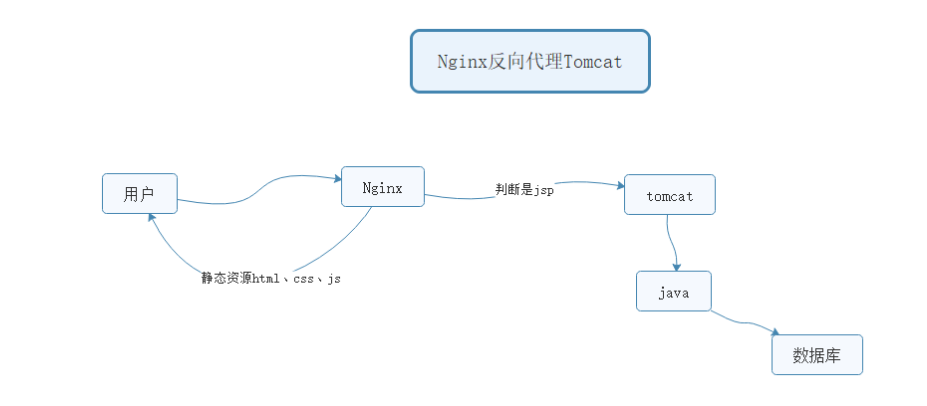 Nginx反向代理Tomcat
用户
Nginx
判断是jsp
tomcat
静态资源html、css、js
java
数据库